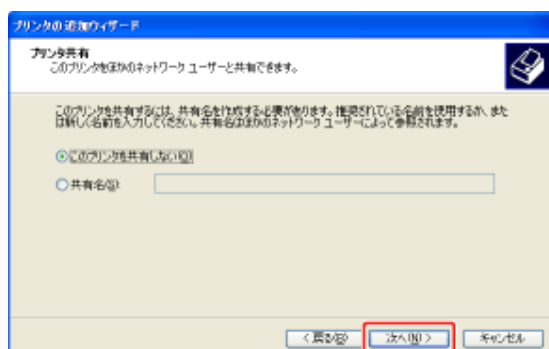 プリンタの追加ウィザード
プリンタ共有
このプリンタをほかのネットワーク ユーザーと共有できます。
このプリンタを共有するには、共有名を作成する必要があります。推奨されている名前を使用するか、また
は新しく名前を入力してください。共有名はほかのネットワーク ユーザーによって参照されます。
このプリンタを共有しない(O)
共有名(S):
< 戻る(B)
次へ(N) >
キャンセル